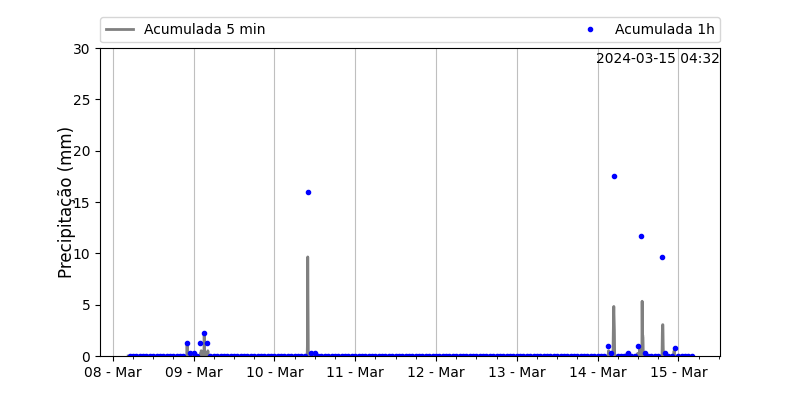 Acumulada 5 min
Acumulada 1h
2024-03-15 04:32
Precipitação (mm)
30
25
20
15
10
5
0
08 - Mar
09 - Mar
10 - Mar
11 - Mar
12 - Mar
13 - Mar
14 - Mar
15 - Mar